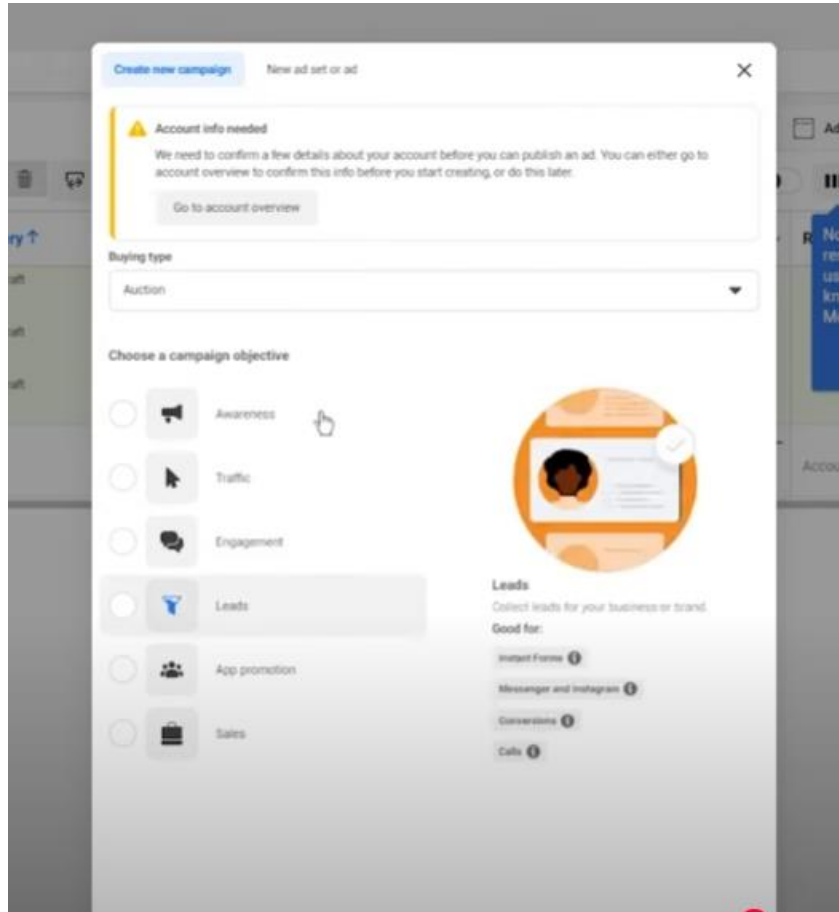 Create new campaign
New ad set or ad
Account info needed
We need to confirm a few details about your account before you can publish an ad. You can either go to
account overview to confirm this info before you start creating, or do this later.
Go to account overview
Buying type
Auction
Choose a campaign objective
Awareness
Traffic
Engagement
Leads
App promotion
Sales
Leads
Collect leads for your business or brand.
Good for:
Instant Forms
Messenger and Instagram
Conversions
Calls